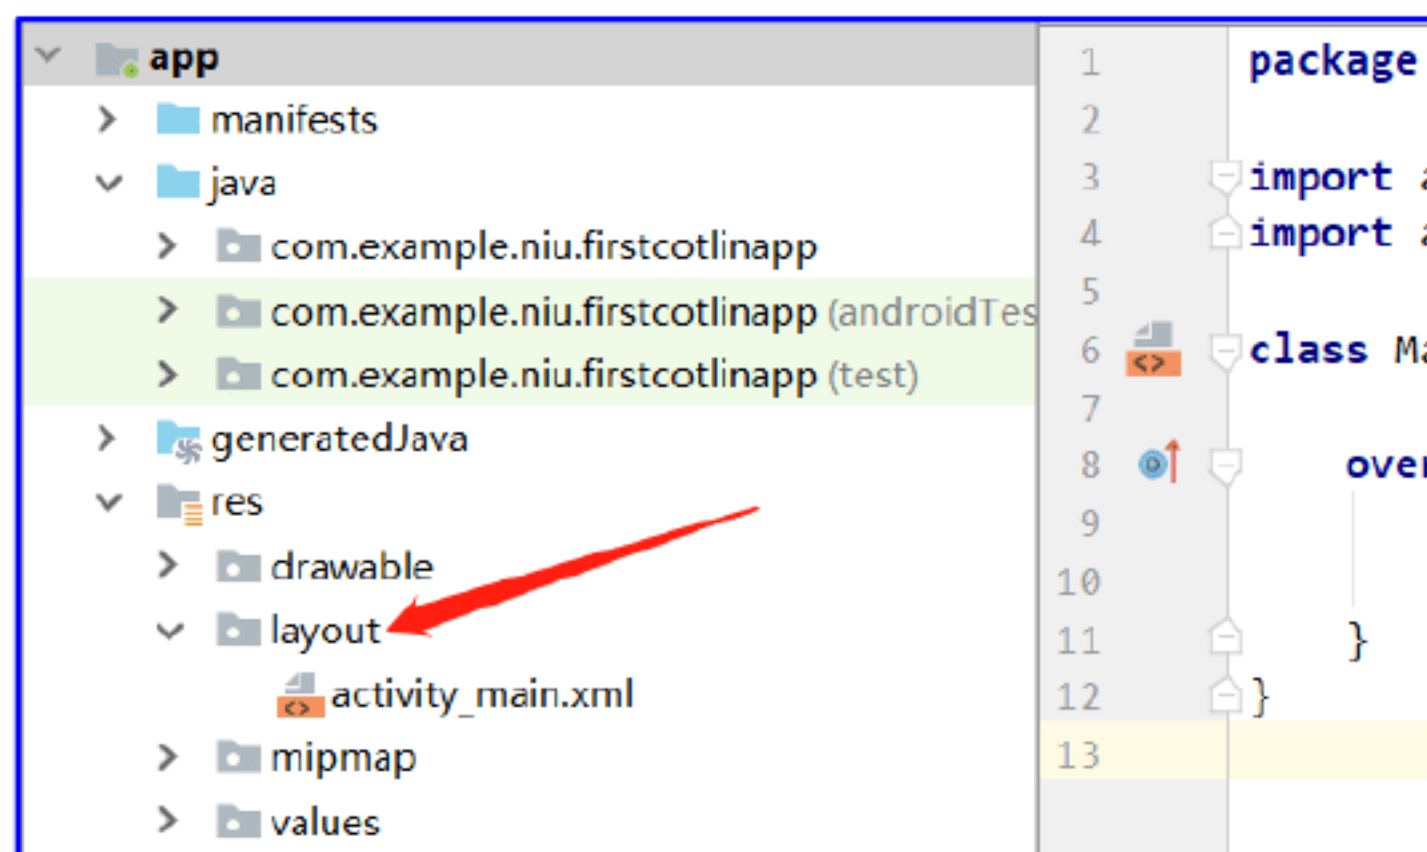 app
manifests
java
com.example.niu.firstcotlinapp
com.example.niu.firstcotlinapp (androidTes
com.example.niu.firstcotlinapp (test)
generatedJava
res
drawable
layout
activity_main.xml
mipmap
values
1 package
2
3 import a
4 import a
5
6 class Ma
7
8 over
9
10
11 }
12 }
13